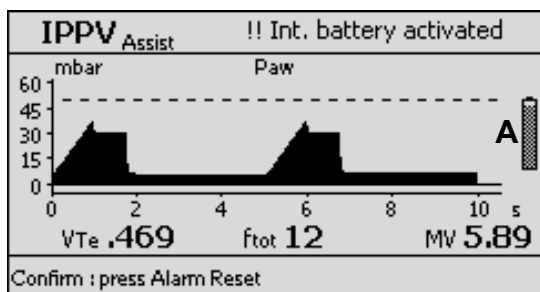 IPPV Assist !! Int. battery activated
mbar Paw
60
45
30
15
0
A
0 2 4 6 8 10 s
VTe .469 ftot 12 MV 5.89
Confirm : press Alarm Reset